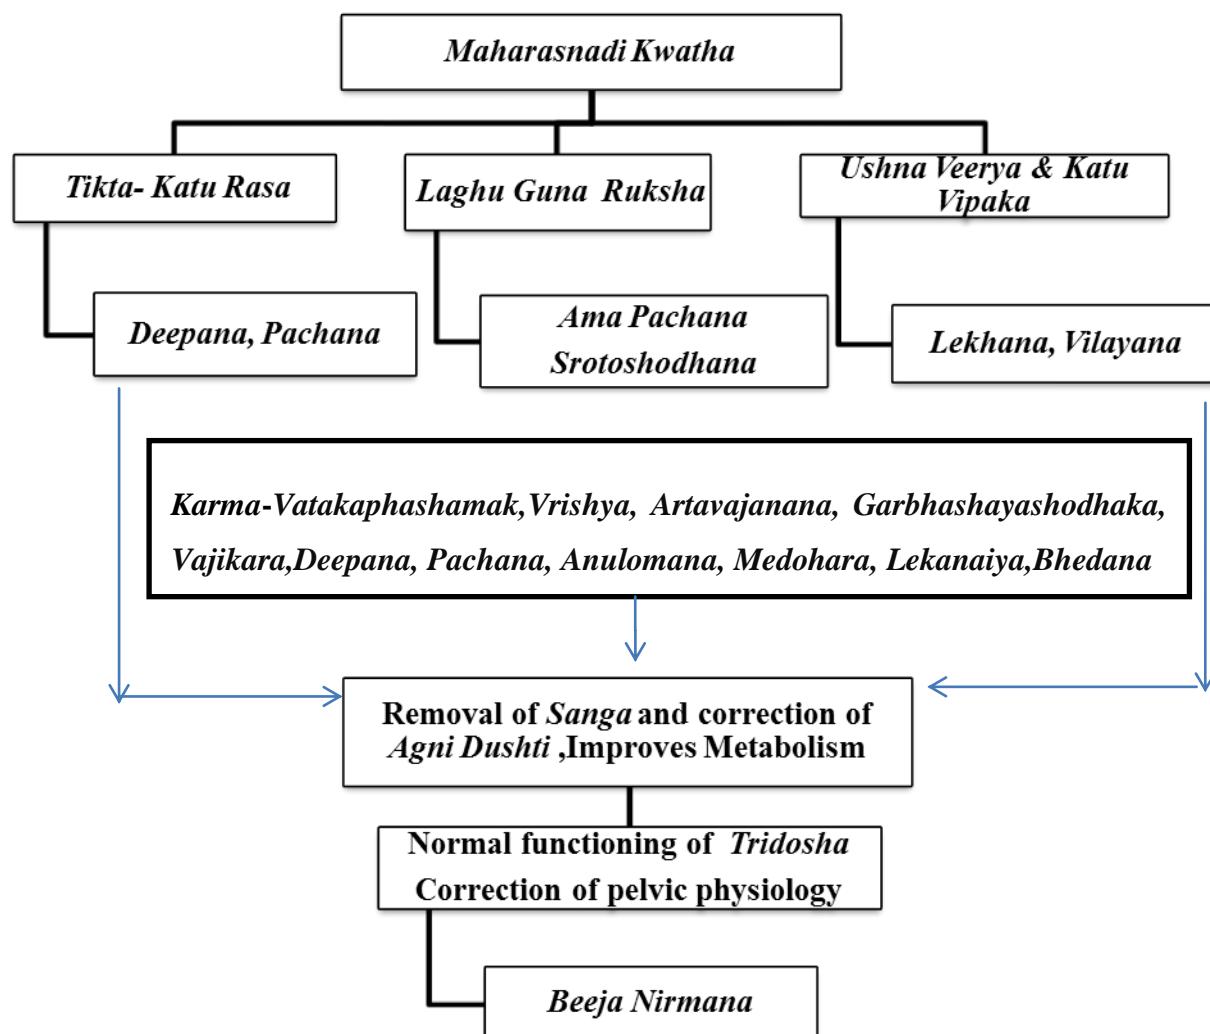 Maharasnadi Kwatha
Tikta- Katu Rasa
Laghu Guna Ruksha
Ushna Veerya & Katu
Vipaka
Deepana, Pachana
Ama Pachana
Srotoshodhana
Lekhana, Vilayana
Karma-Vatakaphashamak,Vrishya, Artavajanana, Garbhashayashodhaka,
Vajikara,Deepana, Pachana, Anulomana, Medohara, Lekanaiya,Bhedana
Removal of Sanga and correction of
Agni Dushti ,Improves Metabolism
Normal functioning of Tridosha
Correction of pelvic physiology
Beeja Nirmana